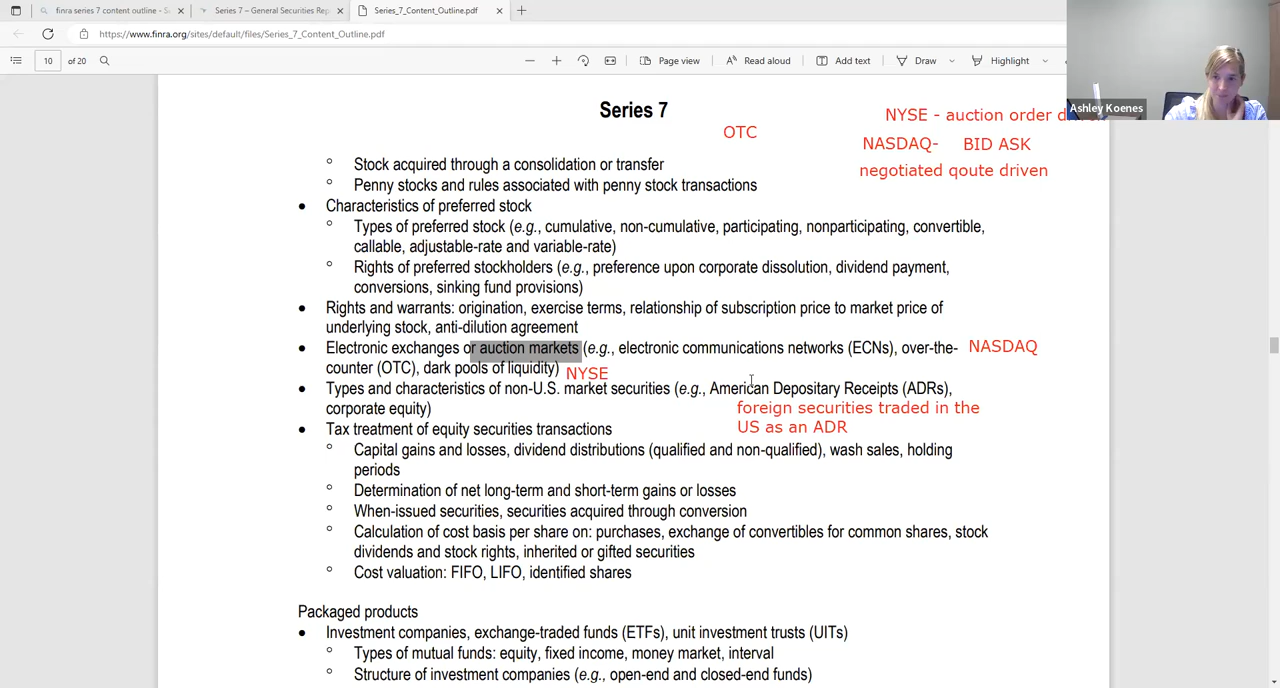 finra series 7 content outline - S
Series 7 – General Securities Rep
Series_7_Content_Outline.pdf
https://www.finra.org/sites/default/files/Series_7_Content_Outline.pdf
10 of 20
Page view
Read aloud
Add text
Draw
Highlight
Ashley Koenes
Series 7
NYSE - auction order d
OTC
NASDAQ- BID ASK
negotiated qoute driven
Stock acquired through a consolidation or transfer
Penny stocks and rules associated with penny stock transactions
Characteristics of preferred stock
Types of preferred stock (e.g., cumulative, non-cumulative, participating, nonparticipating, convertible,
callable, adjustable-rate and variable-rate)
Rights of preferred stockholders (e.g., preference upon corporate dissolution, dividend payment,
conversions, sinking fund provisions)
Rights and warrants: origination, exercise terms, relationship of subscription price to market price of
underlying stock, anti-dilution agreement
Electronic exchanges or auction markets (e.g., electronic communications networks (ECNs), over-the- NASDAQ
counter (OTC), dark pools of liquidity) NYSE
Types and characteristics of non-U.S. market securities (e.g., American Depositary Receipts (ADRs),
corporate equity)
foreign securities traded in the
US as an ADR
Tax treatment of equity securities transactions
Capital gains and losses, dividend distributions (qualified and non-qualified), wash sales, holding
periods
Determination of net long-term and short-term gains or losses
When-issued securities, securities acquired through conversion
Calculation of cost basis per share on: purchases, exchange of convertibles for common shares, stock
dividends and stock rights, inherited or gifted securities
Cost valuation: FIFO, LIFO, identified shares
Packaged products
Investment companies, exchange-traded funds (ETFs), unit investment trusts (UITs)
Types of mutual funds: equity, fixed income, money market, interval
Structure of investment companies (e.g., open-end and closed-end funds)